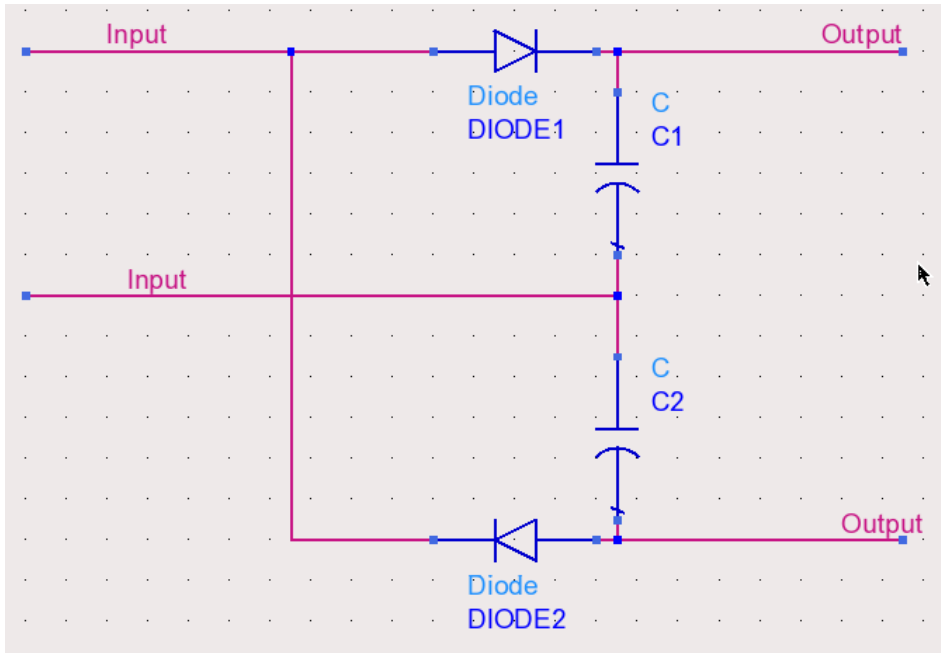 Input
Output
Diode
DIODE1
C
C1
Input
C
C2
Output
Diode
DIODE2